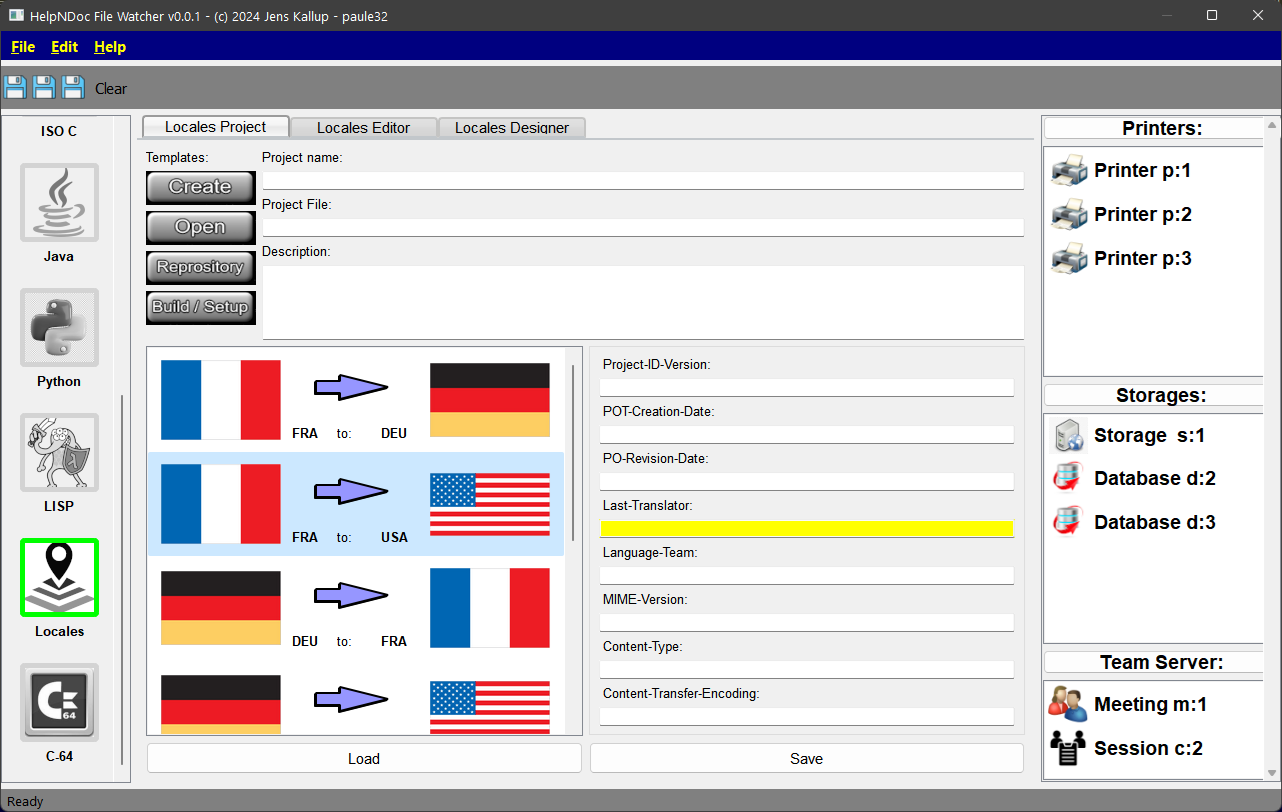 HelpNDoc File Watcher v0.0.1 - (c) 2024 Jens Kallup - paule32
File Edit Help
Clear
ISO C
Java
Python
LISP
Locales
64
C-64
Locales Project
Locales Editor
Locales Designer
Templates:
Create
Open
Reprository
Build / Setup
Project name:
Project File:
Description:
FRA to: DEU
FRA to: USA
DEU to: FRA
Load
Project-ID-Version:
POT-Creation-Date:
PO-Revision-Date:
Last-Translator:
Language-Team:
MIME-Version:
Content-Type:
Content-Transfer-Encoding:
Save
Printers:
Printer p:1
Printer p:2
Printer p:3
Storages:
Storage  s:1
Database d:2
Database d:3
Team Server:
Meeting m:1
Session c:2
Ready